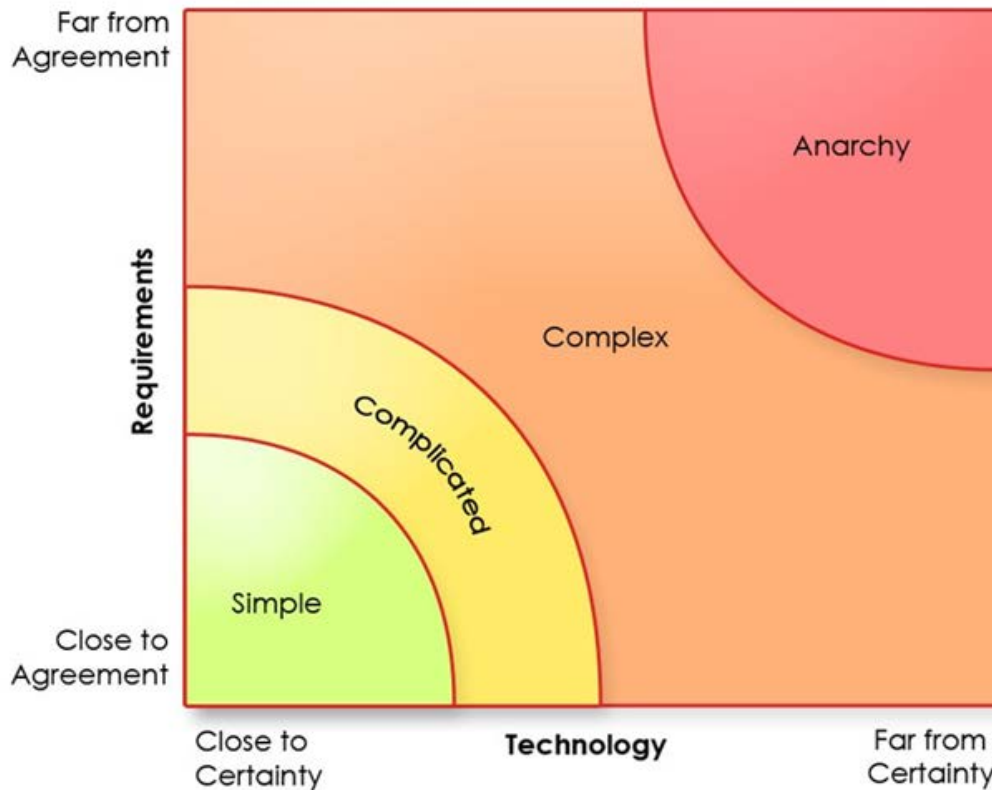 Far from
Agreement
Anarchy
Requirements
Complex
Complicated
Simple
Close to
Agreement
Close to
Certainty
Technology
Far from
Certainty